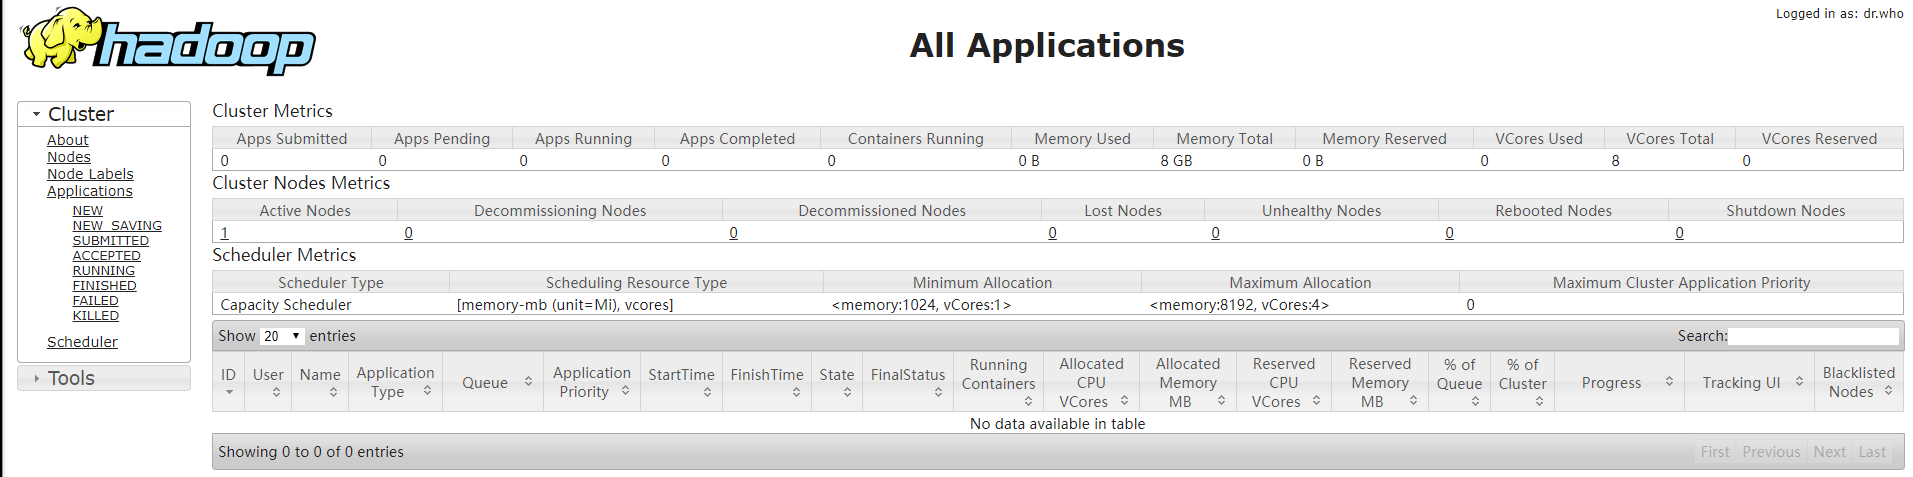 Logged in as: dr.who
hadoop
All Applications
Cluster
About
Nodes
Node Labels
Applications
NEW
NEW_SAVING
SUBMITTED
ACCEPTED
RUNNING
FINISHED
FAILED
KILLED
Scheduler
Tools
Cluster Metrics
Apps Submitted Apps Pending Apps Running Apps Completed Containers Running Memory Used Memory Total Memory Reserved VCores Used VCores Total VCores Reserved
0 0 0 0 0 0 B 8 GB 0 B 0 8 0
Cluster Nodes Metrics
Active Nodes Decommissioning Nodes Decommissioned Nodes Lost Nodes Unhealthy Nodes Rebooted Nodes Shutdown Nodes
1 0 0 0 0 0 0
Scheduler Metrics
Scheduler Type Scheduling Resource Type Minimum Allocation Maximum Allocation Maximum Cluster Application Priority
Capacity Scheduler [memory-mb (unit=Mi), vcores] <memory:1024, vCores:1> <memory:8192, vCores:4> 0
Show 20 entries Search:
ID User Name Application Type Queue Application Priority StartTime FinishTime State FinalStatus Running Containers Allocated CPU VCores Allocated Memory MB Reserved CPU VCores Reserved Memory MB % of Queue % of Cluster Progress Tracking UI Blacklisted Nodes
No data available in table
Showing 0 to 0 of 0 entries First Previous Next Last